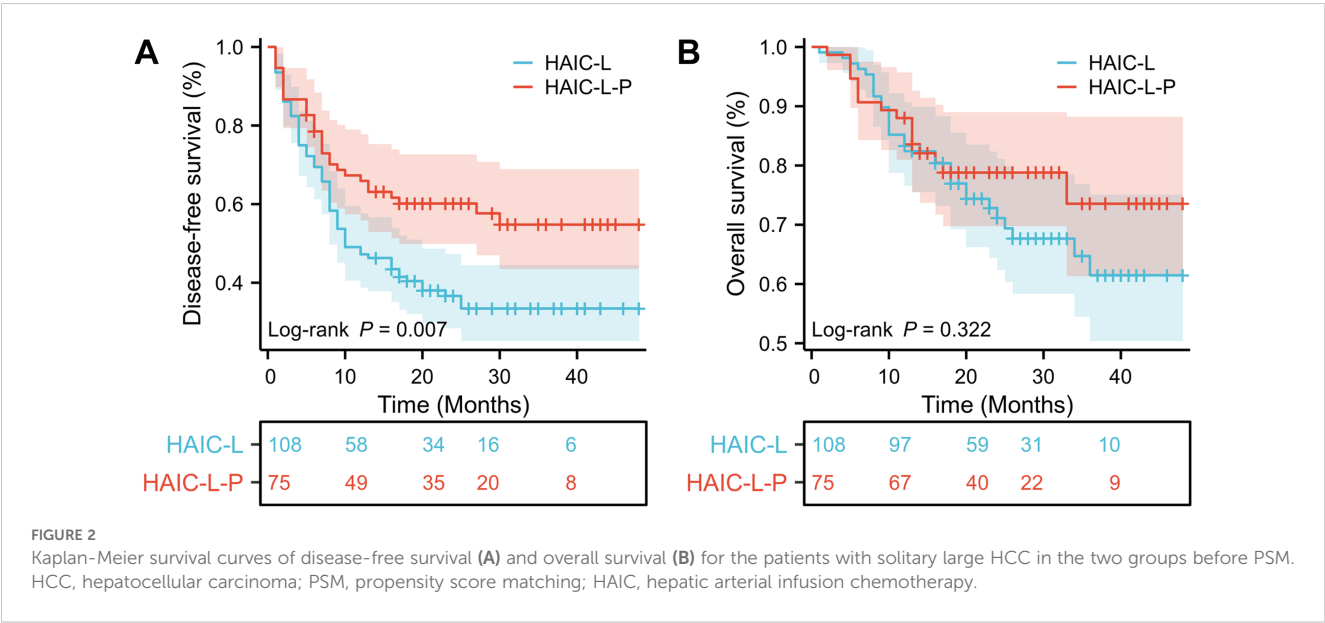 A
Disease-free survival (%)
1.0
0.8
0.6
0.4
HAIC-L
HAIC-L-P
Log-rank P = 0.007
0 10 20 30 40
Time (Months)
HAIC-L 108 58 34 16 6
HAIC-L-P 75 49 35 20 8
B
Overall survival (%)
1.0
0.9
0.8
0.7
0.6
0.5
HAIC-L
HAIC-L-P
Log-rank P = 0.322
0 10 20 30 40
Time (Months)
HAIC-L 108 97 59 31 10
HAIC-L-P 75 67 40 22 9
FIGURE 2
Kaplan-Meier survival curves of disease-free survival (A) and overall survival (B) for the patients with solitary large HCC in the two groups before PSM.
HCC, hepatocellular carcinoma; PSM, propensity score matching; HAIC, hepatic arterial infusion chemotherapy.